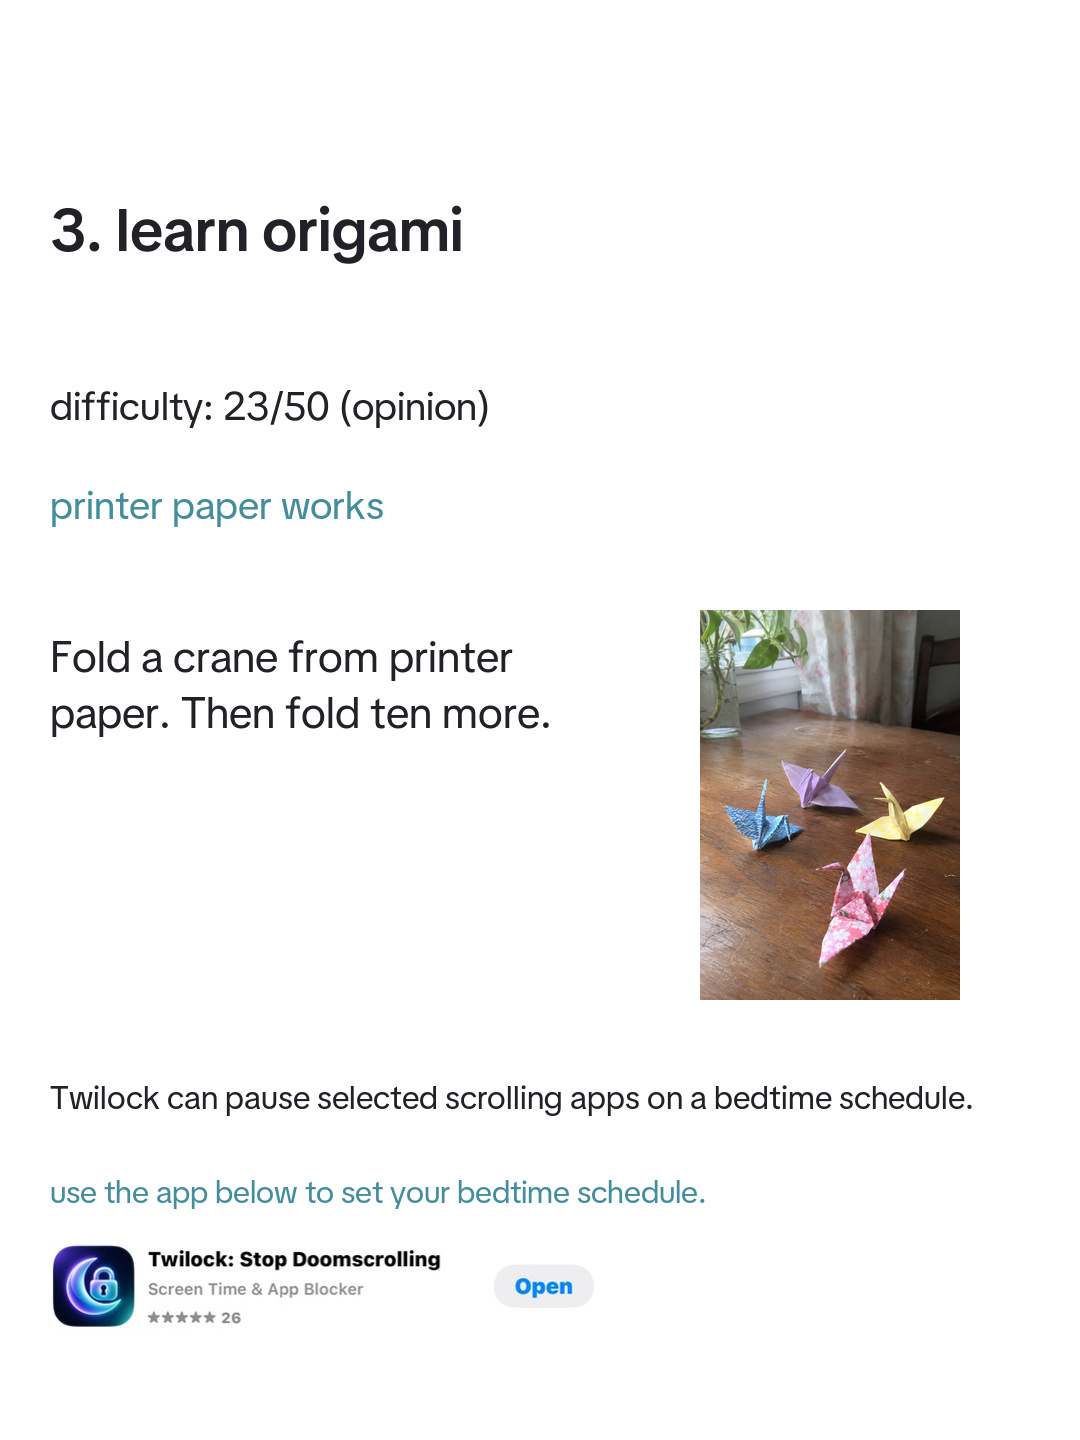 3. learn origami
difficulty: 23/50 (opinion)
printer paper works
Fold a crane from printer
paper. Then fold ten more.
Twilock can pause selected scrolling apps on a bedtime schedule.
use the app below to set your bedtime schedule.
Twilock: Stop Doomscrolling
Screen Time & App Blocker
★★★★★ 26
Open